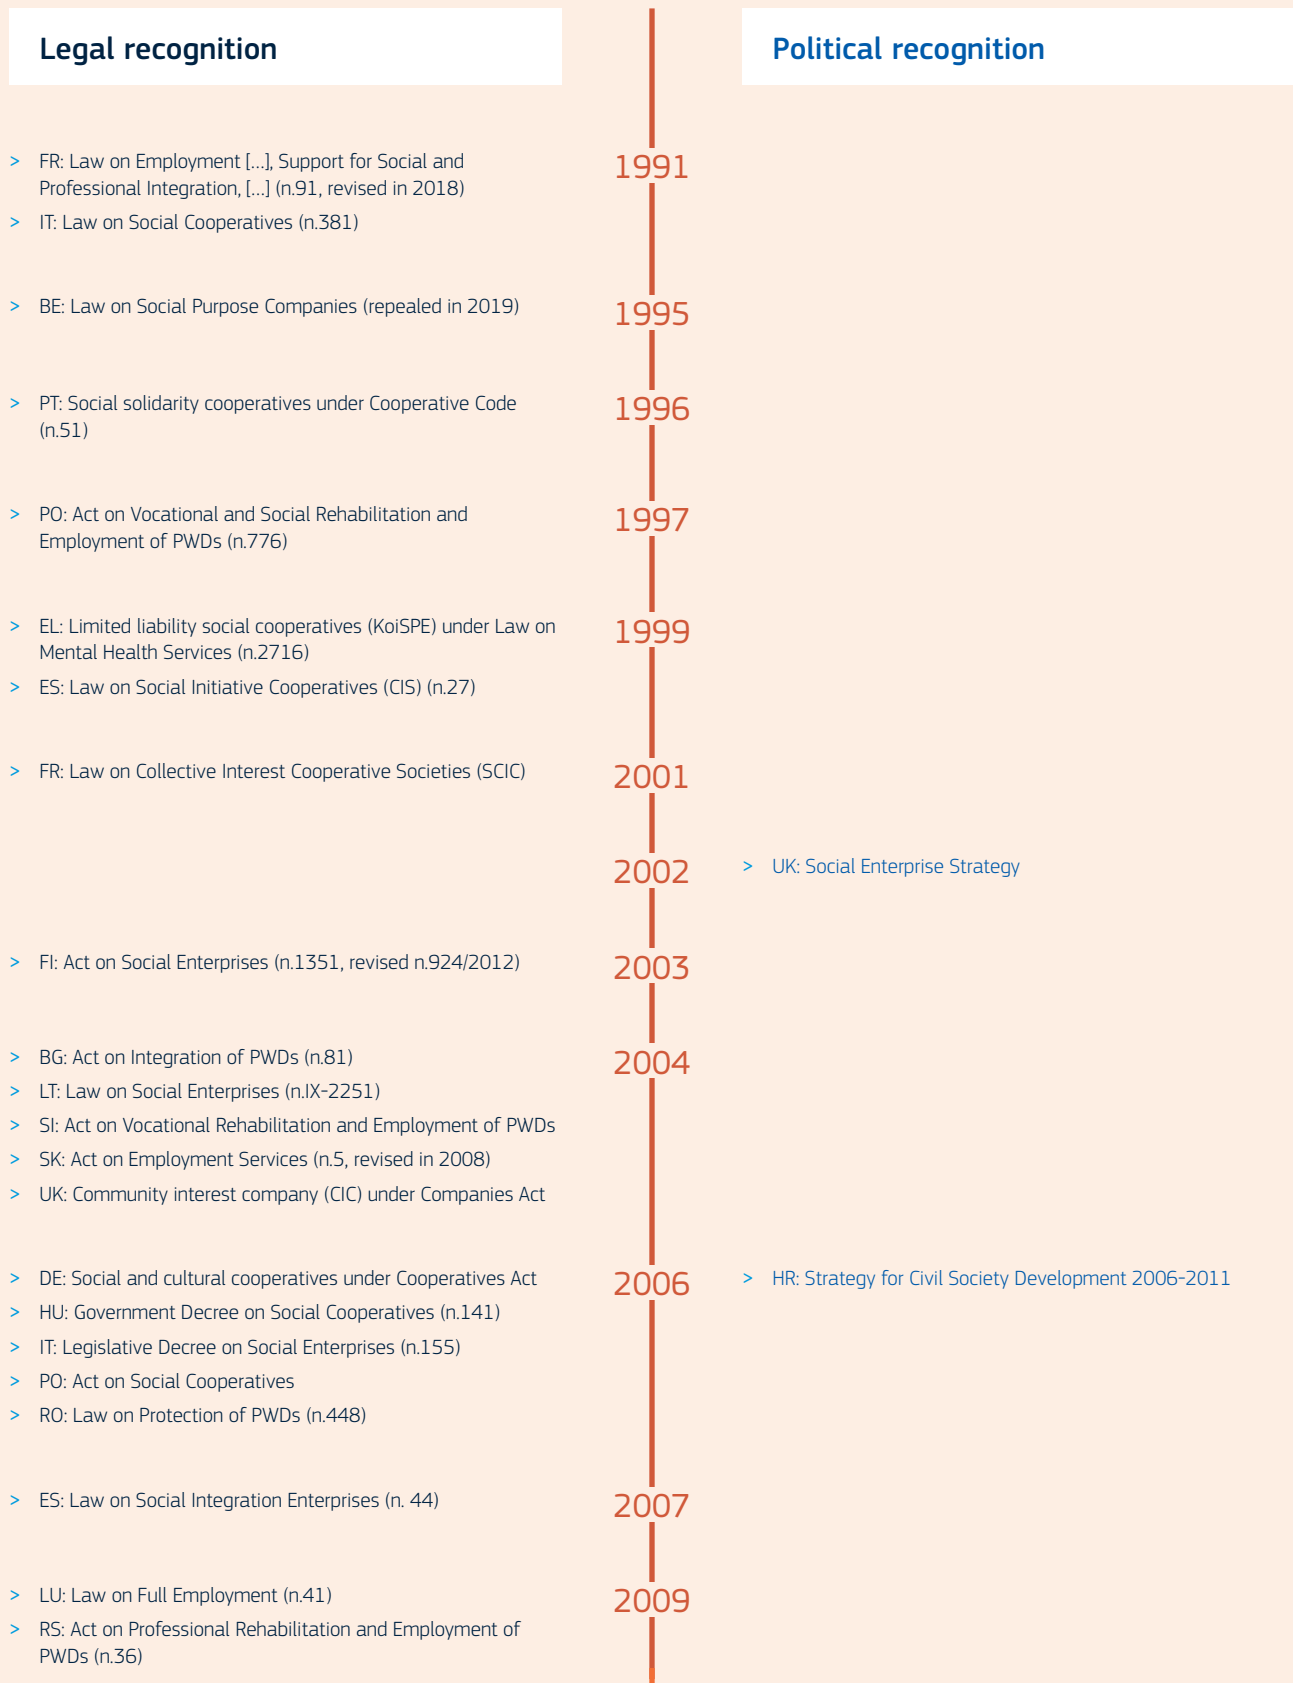 Legal recognition
Political recognition
> FR: Law on Employment [...], Support for Social and
Professional Integration, [...] (n.91, revised in 2018)
> IT: Law on Social Cooperatives (n.381)
1991
> BE: Law on Social Purpose Companies (repealed in 2019)
1995
> PT: Social solidarity cooperatives under Cooperative Code
(n.51)
1996
> PO: Act on Vocational and Social Rehabilitation and
Employment of PWDs (n.776)
1997
> EL: Limited liability social cooperatives (KoiSPE) under Law on
Mental Health Services (n.2716)
> ES: Law on Social Initiative Cooperatives (CIS) (n.27)
1999
> FR: Law on Collective Interest Cooperative Societies (SCIC)
2001
2002
> UK: Social Enterprise Strategy
> FI: Act on Social Enterprises (n.1351, revised n.924/2012)
2003
> BG: Act on Integration of PWDs (n.81)
> LT: Law on Social Enterprises (n.IX-2251)
> SI: Act on Vocational Rehabilitation and Employment of PWDs
> SK: Act on Employment Services (n.5, revised in 2008)
> UK: Community interest company (CIC) under Companies Act
2004
> DE: Social and cultural cooperatives under Cooperatives Act
> HU: Government Decree on Social Cooperatives (n.141)
> IT: Legislative Decree on Social Enterprises (n.155)
> PO: Act on Social Cooperatives
> RO: Law on Protection of PWDs (n.448)
2006
> HR: Strategy for Civil Society Development 2006-2011
> ES: Law on Social Integration Enterprises (n. 44)
2007
> LU: Law on Full Employment (n.41)
> RS: Act on Professional Rehabilitation and Employment of
PWDs (n.36)
2009